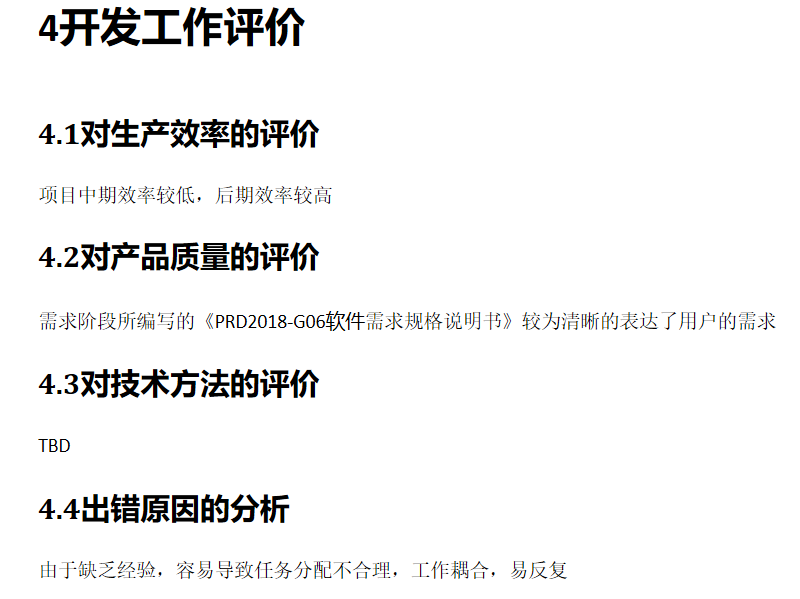 4开发工作评价
4.1对生产效率的评价
项目中期效率较低，后期效率较高
4.2对产品质量的评价
需求阶段所编写的《PRD2018-G06软件需求规格说明书》较为清晰的表达了用户的需求
4.3对技术方法的评价
TBD
4.4出错原因的分析
由于缺乏经验，容易导致任务分配不合理，工作耦合，易反复